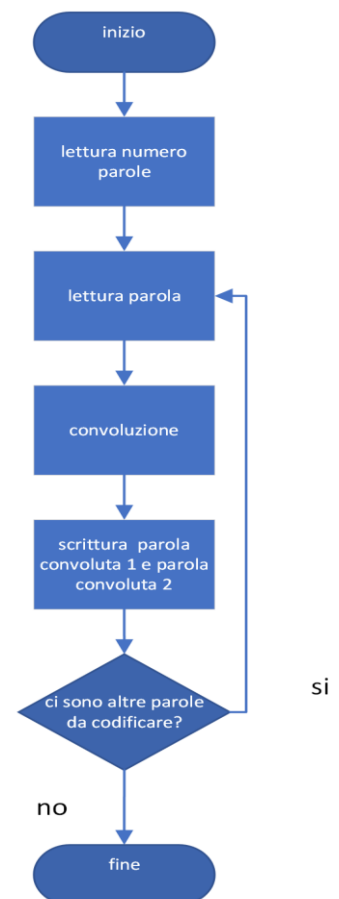 inizio
lettura numero
parole
lettura parola
convoluzione
scrittura parola
convoluta 1 e parola
convoluta 2
ci sono altre parole
da codificare?
si
no
fine